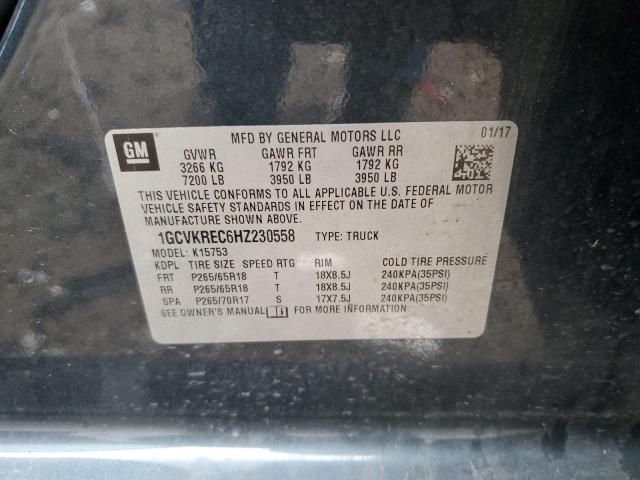 GM
MFD BY GENERAL MOTORS LLC 01/17
GVWR GAWR FRT GAWR RR
3266 KG 1792 KG 1792 KG
7200 LB 3950 LB 3950 LB
THIS VEHICLE CONFORMS TO ALL APPLICABLE U.S. FEDERAL MOTOR
VEHICLE SAFETY STANDARDS IN EFFECT ON THE DATE OF
MANUFACTURE SHOWN ABOVE.
1GCVKREC6HZ230558 TYPE: TRUCK
MODEL: K15753
KDPL TIRE SIZE SPEED RTG RIM COLD TIRE PRESSURE
FRT P265/65R18 T 18X8.5J 240KPA(35PSI)
RR P265/65R18 T 18X8.5J 240KPA(35PSI)
SPA P265/70R17 S 17X7.5J 240KPA(35PSI)
SEE OWNER'S MANUAL i FOR MORE INFORMATION.